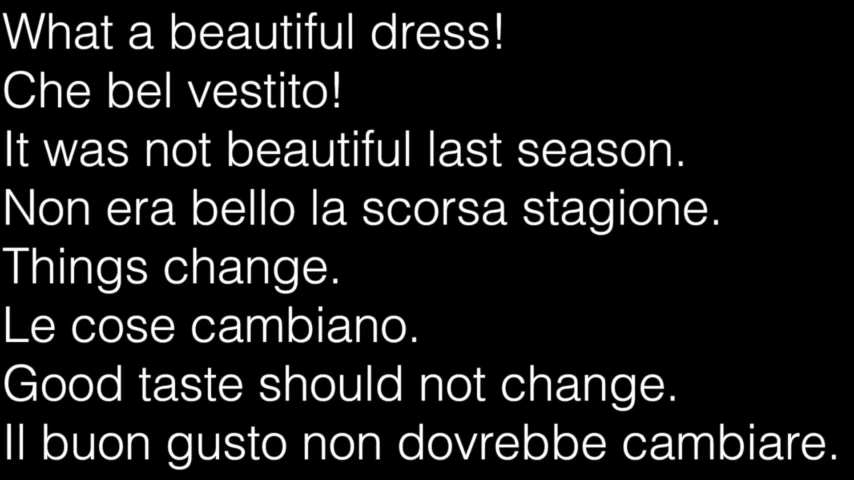 What a beautiful dress!
Che bel vestito!
It was not beautiful last season.
Non era bello la scorsa stagione.
Things change.
Le cose cambiano.
Good taste should not change.
Il buon gusto non dovrebbe cambiare.